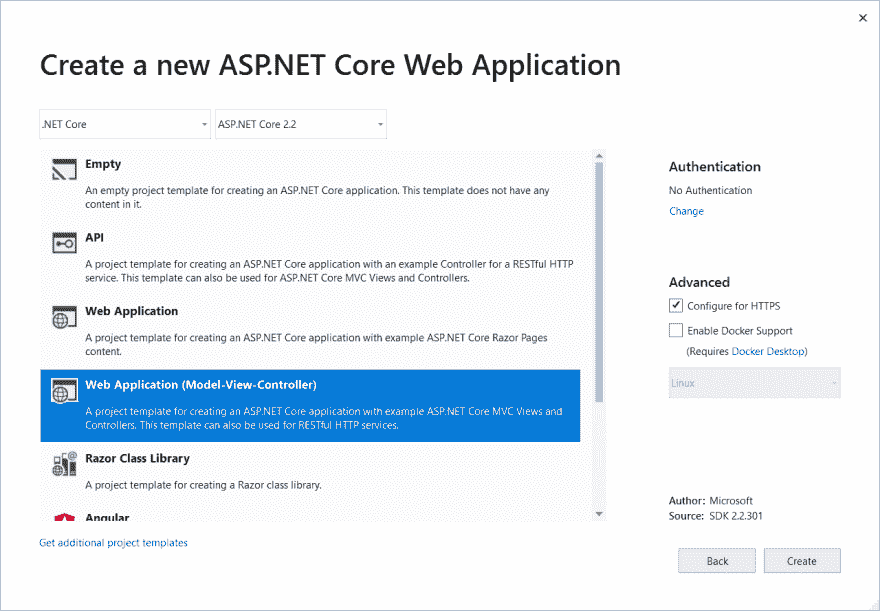 Create a new ASP.NET Core Web Application
.NET Core
ASP.NET Core 2.2
Empty
An empty project template for creating an ASP.NET Core application. This template does not have any
content in it.
API
A project template for creating an ASP.NET Core application with an example Controller for a RESTful HTTP
service. This template can also be used for ASP.NET Core MVC Views and Controllers.
Web Application
A project template for creating an ASP.NET Core application with example ASP.NET Core Razor Pages
content.
Web Application (Model-View-Controller)
A project template for creating an ASP.NET Core application with example ASP.NET Core MVC Views and
Controllers. This template can also be used for RESTful HTTP services.
Razor Class Library
A project template for creating a Razor class library.
Angular
Get additional project templates
Authentication
No Authentication
Change
Advanced
Configure for HTTPS
Enable Docker Support
(Requires Docker Desktop)
Linux
Author: Microsoft
Source: SDK 2.2.301
Back
Create